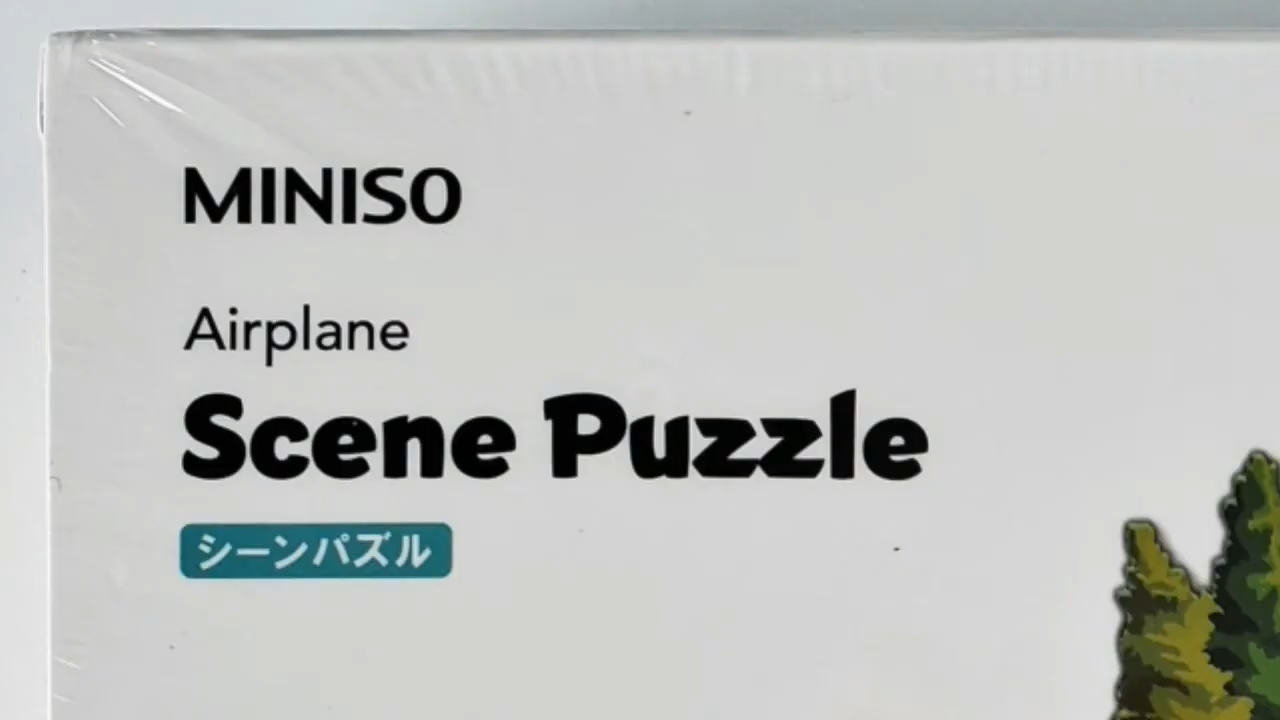 MINISO
Airplane
Scene Puzzle
シーンパズル